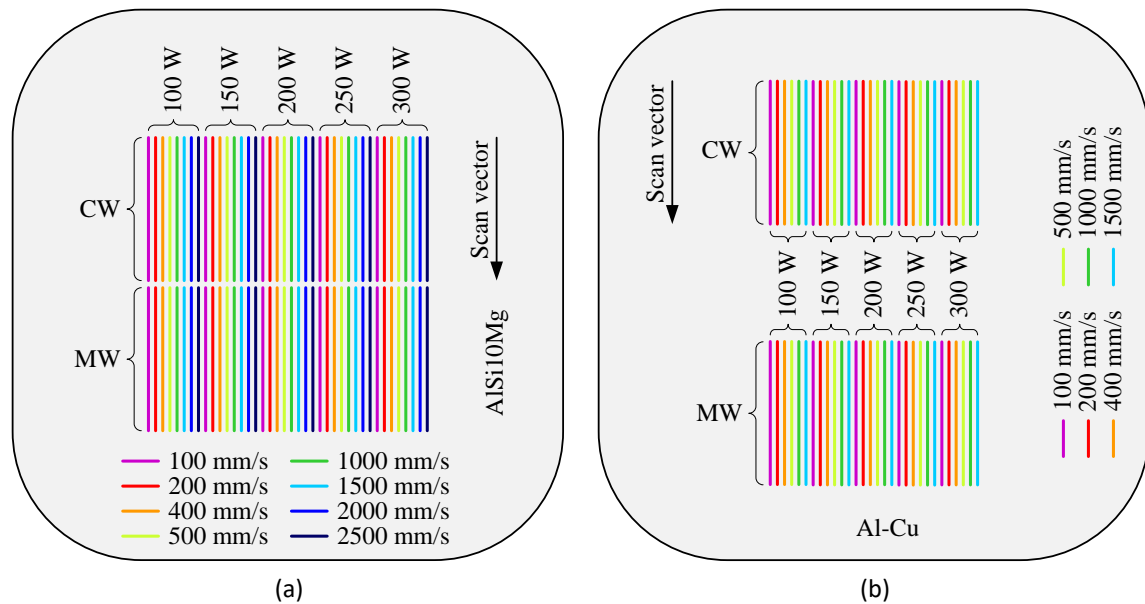 100 W
150 W
200 W
250 W
300 W
CW
MW
Scan vector
AlSi10Mg
100 mm/s
200 mm/s
400 mm/s
500 mm/s
1000 mm/s
1500 mm/s
2000 mm/s
2500 mm/s
(a)
Scan vector
CW
100 W
150 W
200 W
250 W
300 W
MW
500 mm/s
1000 mm/s
1500 mm/s
100 mm/s
200 mm/s
400 mm/s
Al-Cu
(b)